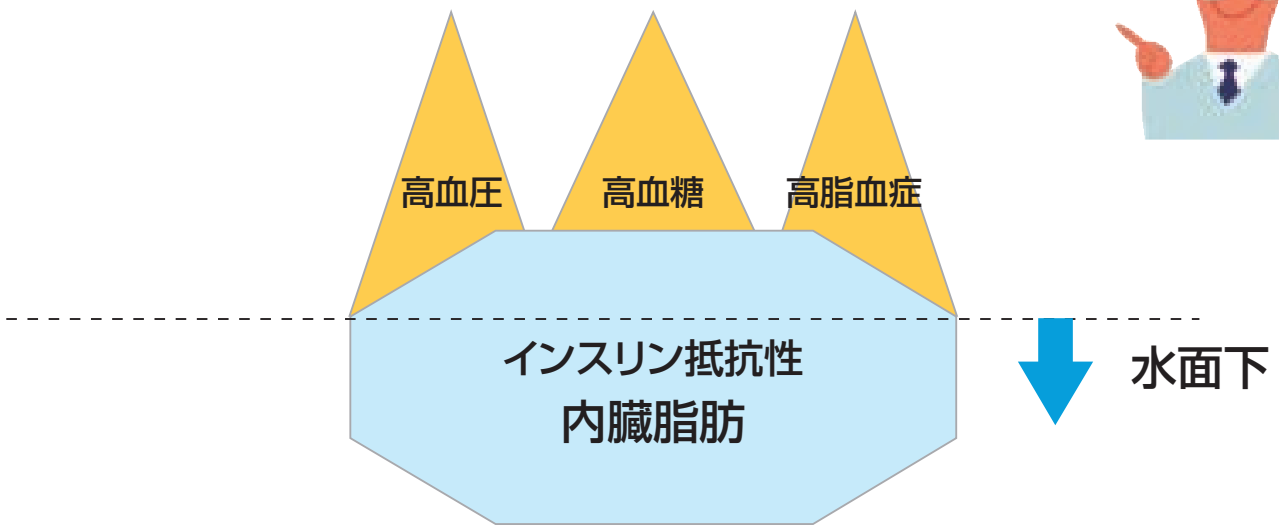 高血圧
高血糖
高脂血症
インスリン抵抗性
内臓脂肪
水面下